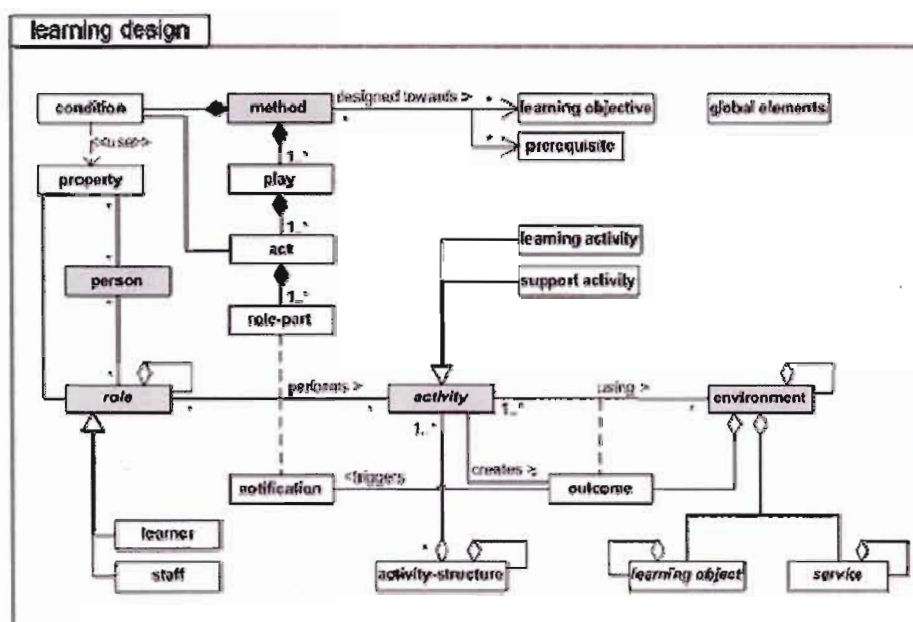 learning design
condition
method
designed towards >
learning objective
global elements
prerequisite
<<use>>
property
1..*
play
1..*
act
learning activity
support activity
person
1..*
role-part
role
performs >
activity
using >
environment
1..*
1..*
notification
<triggers
creates >
outcome
learner
staff
activity-structure
learning object
service